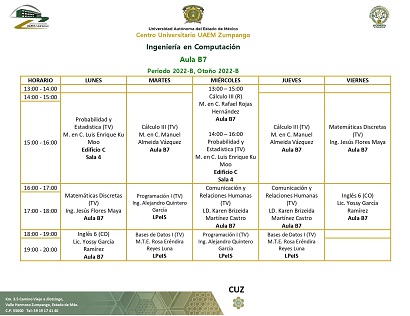 Universidad Autónoma del Estado de México
Centro Universitario UAEM Zumpango
Ingeniería en Computación
Aula B7
Periodo 2022-B, Otoño 2022-B
HORARIO LUNES MARTES MIÉRCOLES JUEVES VIERNES
13:00 - 14:00
14:00 - 15:00
15:00 - 16:00
Probabilidad y
Estadistica (TV)
M. en C. Luis Enrique Ku
Moo
Edificio C
Sala 4
Cálculo III (TV)
M. en C. Manuel
Almeida Vázquez
Aula B7
13:00 – 15:00
Cálculo III (R)
M. en C. Rafael Rojas
Hernández
Aula B7
14:00 – 16:00
Probabilidad y
Estadística (TV)
M. en C. Luis Enrique Ku
Moo
Edificio C
Sala 4
Cálculo III (TV)
M. en C. Manuel
Almeida Vázquez
Aula B7
Matemáticas Discretas
(TV)
Ing. Jesús Flores Maya
Aula B7
16:00 - 17:00
17:00 - 18:00
Matemáticas Discretas
(TV)
Ing. Jesús Flores Maya
Aula B7
Programación I (TV)
Ing. Alejandro Quintero
García
LPeIS
Comunicación y
Relaciones Humanas
(TV)
LD. Karen Brizeida
Martinez Castro
Aula B7
Comunicación y
Relaciones Humanas
(TV)
LD. Karen Brizeida
Martinez Castro
Aula B7
Inglés 6 (CO)
Lic. Yossy García
Ramírez
Aula B7
18:00 - 19:00
19:00 - 20:00
Inglés 6 (CO)
Lic. Yossy García
Ramírez
Aula B7
Bases de Datos I (TV)
M.T.E. Rosa Eréndira
Reyes Luna
LPeIS
Programación I (TV)
Ing. Alejandro Quintero
García
LPeIS
Bases de Datos I (TV)
M.T.E. Rosa Eréndira
Reyes Luna
LPeIS
CUZ
Km. 3.5 Camino Viejo a Jilotzingo,
Valle Hermoso Zumpango, Estado de Méx.
C.P. 55600 Tel: 59 19 17 41 40